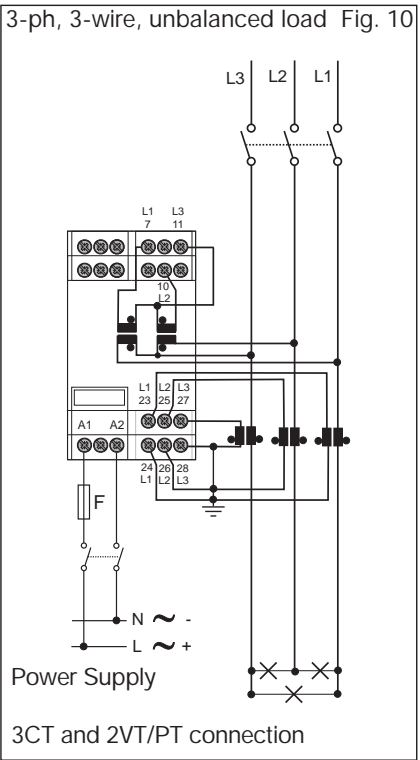 3-ph, 3-wire, unbalanced load Fig. 10
L3 L2 L1
L1 L3
7 11
10
L2
L1 L2 L3
23 25 27
A1 A2
24 26 28
L1 L2 L3
F
N ~ -
L ~ +
Power Supply
3CT and 2VT/PT connection